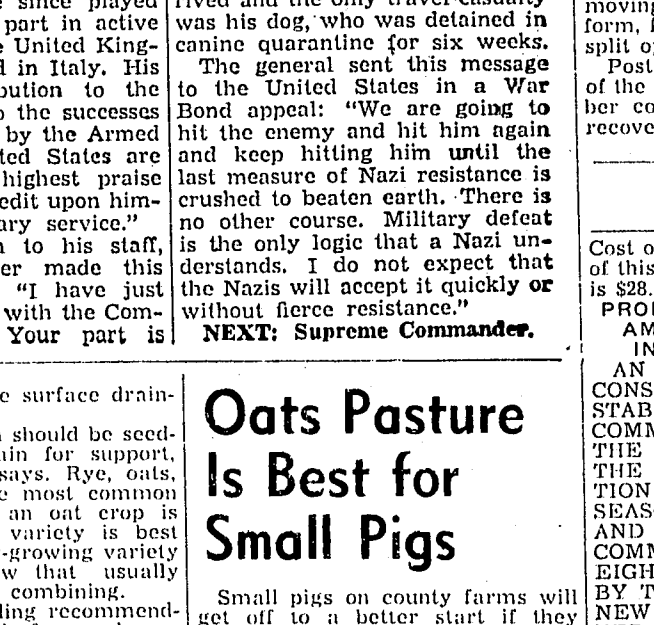 since played
part in active
United King-
in Italy. His
bution to the
the successes
by the Armed
ted States are
highest praise
edit upon him-
ary service."
to his staff,
er made this
"I have just
with the Com-
Your part is
rived and the only travel casualty
was his dog, who was detained in
canine quarantine for six weeks.
The general sent this message
to the United States in a War
Bond appeal: "We are going to
hit the enemy and hit him again
and keep hitting him until the
last measure of Nazi resistance is
crushed to beaten earth. There is
no other course. Military defeat
is the only logic that a Nazi un-
derstands. I do not expect that
the Nazis will accept it quickly or
without fierce resistance."
NEXT: Supreme Commander.
moving
form,
split
Post
of the
ber co
recove
Cost o
of this
is $28.
PRO
AM
IN
AN
CONS
STAB
COMM
THE
THE
TION
SEAS
AND
COMM
EIGH
BY T
NEW
e surface drain-
should be seed-
ain for support,
says. Rye, oats,
e most common
an oat crop is
variety is best
-growing variety
w that usually
combining.
ling recommend-
Oats Pasture
Is Best for
Small Pigs
Small pigs on county farms will
get off to a better start if they